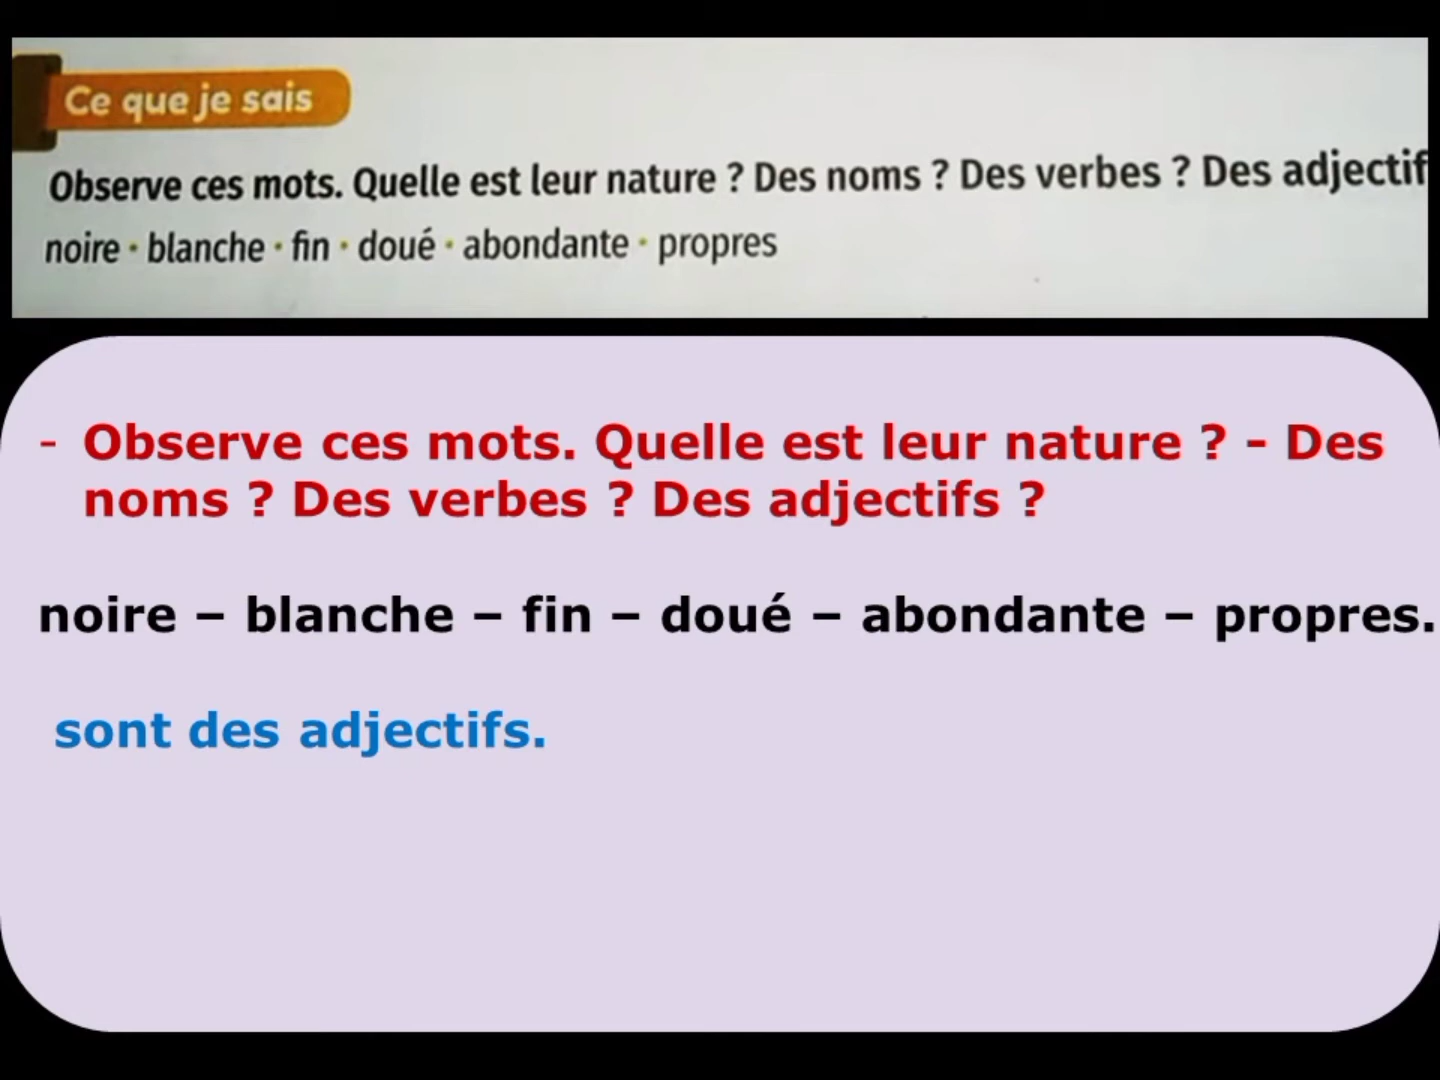 Ce que je sais
Observe ces mots. Quelle est leur nature ? Des noms ? Des verbes ? Des adjectif
noire · blanche · fin · doué · abondante · propres
- Observe ces mots. Quelle est leur nature ? - Des
noms ? Des verbes ? Des adjectifs ?
noire – blanche – fin – doué – abondante – propres.
sont des adjectifs.